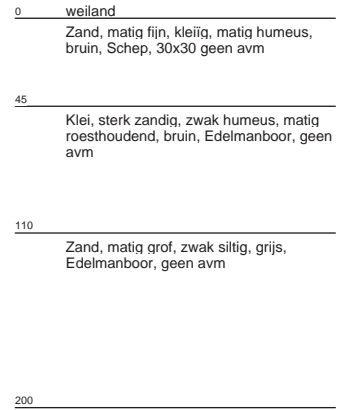 0 weiland
Zand, matig fijn, kleiïg, matig humeus,
bruin, Schep, 30x30 geen avm
45
Klei, sterk zandig, zwak humeus, matig
roesthoudend, bruin, Edelmanboor, geen
avm
110
Zand, matig grof, zwak siltig, grijs,
Edelmanboor, geen avm
200